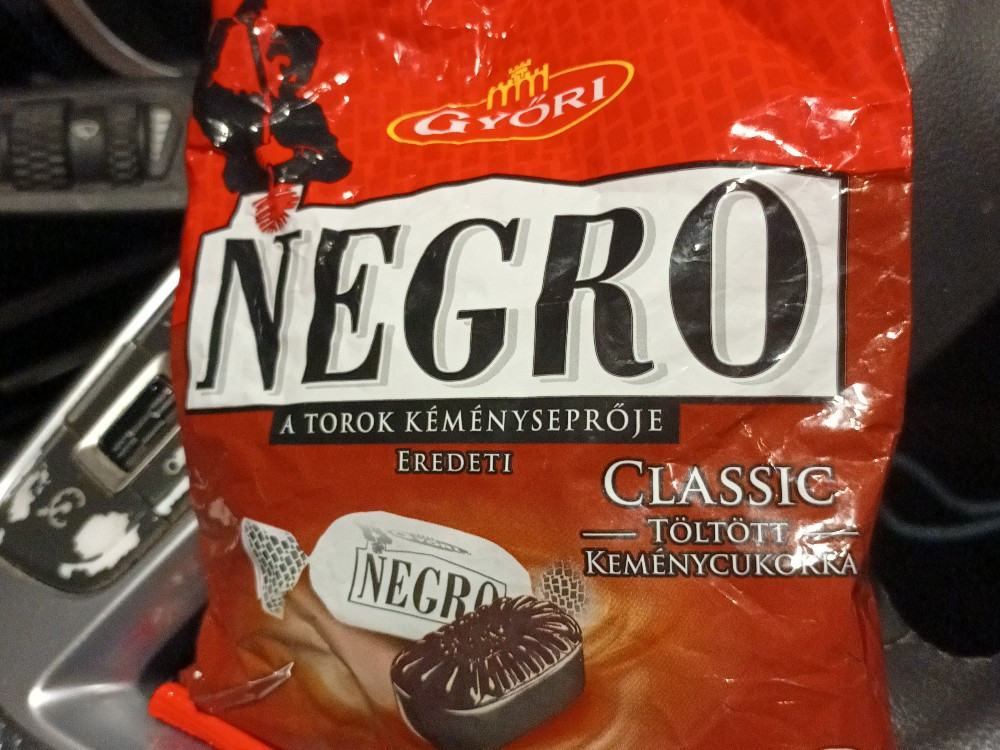 GYŐRI
NEGRO
A TOROK KÉMÉNYSEPRŐJE
EREDETI
CLASSIC
TÖLTÖTT
KEMÉNYCUKORKA
NEGRO